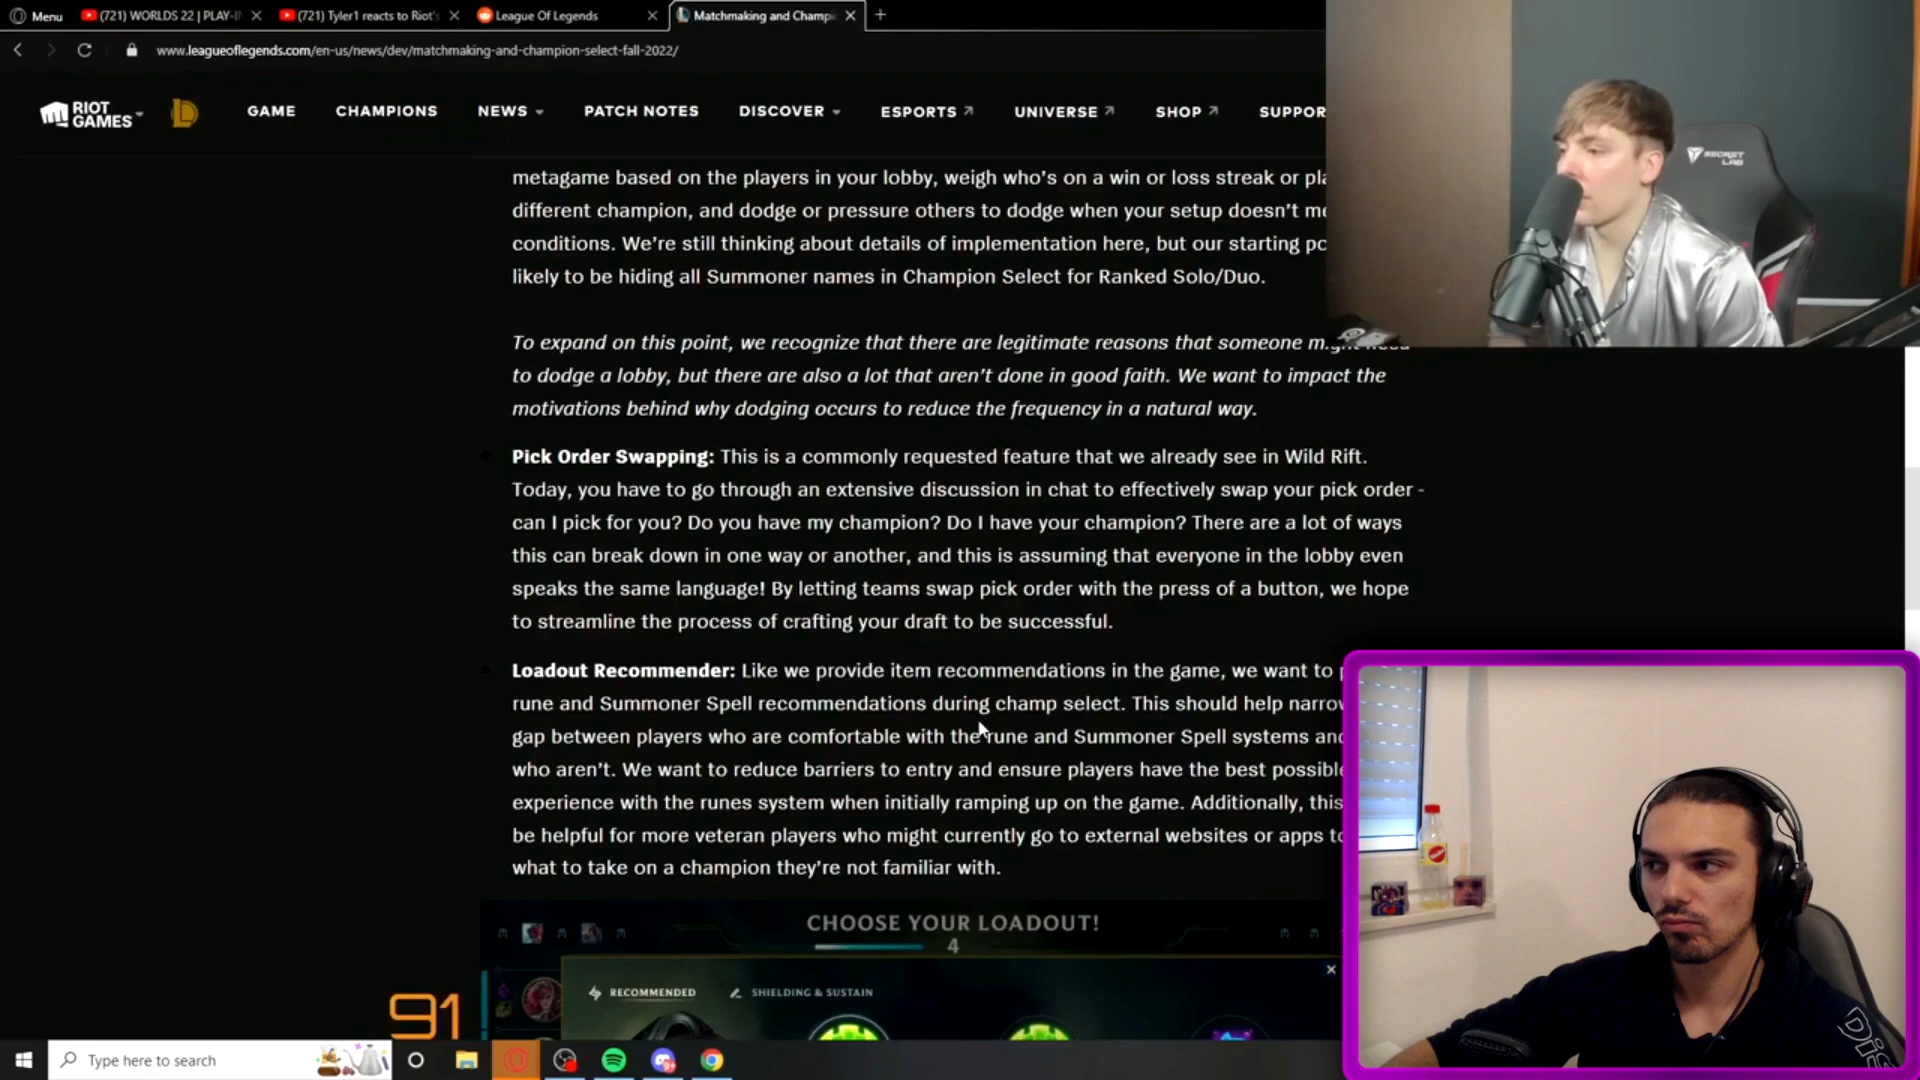 Menu
(721) WORLDS 22 | PLAY-I
(721) Tyler1 reacts to Riot's
League Of Legends
Matchmaking and Champi
www.leagueoflegends.com/en-us/news/dev/matchmaking-and-champion-select-fall-2022/
RIOT GAMES
GAME
CHAMPIONS
NEWS
PATCH NOTES
DISCOVER
ESPORTS
UNIVERSE
SHOP
SUPPOR
SECRET LAB
metagame based on the players in your lobby, weigh who's on a win or loss streak or pla
different champion, and dodge or pressure others to dodge when your setup doesn't me
conditions. We're still thinking about details of implementation here, but our starting po
likely to be hiding all Summoner names in Champion Select for Ranked Solo/Duo.
To expand on this point, we recognize that there are legitimate reasons that someone
to dodge a lobby, but there are also a lot that aren't done in good faith. We want to impact the
motivations behind why dodging occurs to reduce the frequency in a natural way.
Pick Order Swapping: This is a commonly requested feature that we already see in Wild Rift.
Today, you have to go through an extensive discussion in chat to effectively swap your pick order -
can I pick for you? Do you have my champion? Do I have your champion? There are a lot of ways
this can break down in one way or another, and this is assuming that everyone in the lobby even
speaks the same language! By letting teams swap pick order with the press of a button, we hope
to streamline the process of crafting your draft to be successful.
Loadout Recommender: Like we provide item recommendations in the game, we want to
rune and Summoner Spell recommendations during champ select. This should help narrow
gap between players who are comfortable with the rune and Summoner Spell systems and
who aren't. We want to reduce barriers to entry and ensure players have the best possible
experience with the runes system when initially ramping up on the game. Additionally, this
be helpful for more veteran players who might currently go to external websites or apps to
what to take on a champion they're not familiar with.
CHOOSE YOUR LOADOUT!
4
RECOMMENDED
SHIELDING & SUSTAIN
91
Type here to search